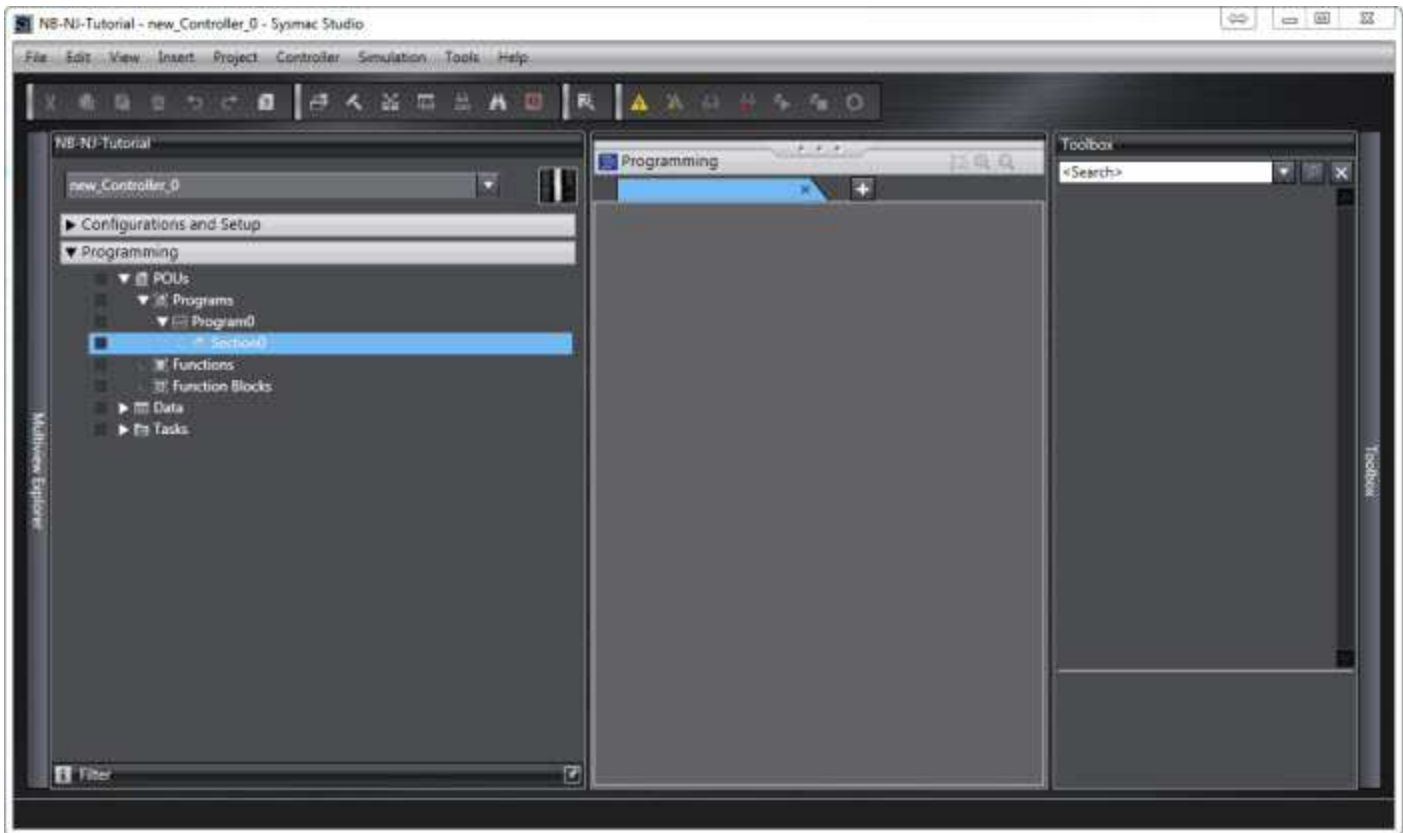 NB-NJ-Tutorial - new_Controller_0 - Sysmac Studio
File Edit View Insert Project Controller Simulation Tools Help
NB-NJ-Tutorial
new_Controller_0
Configurations and Setup
Programming
POUs
Programs
Program0
Section0
Functions
Function Blocks
Data
Tasks
Filter
Multiview Explorer
Programming
Toolbox
<Search>
Toolbox